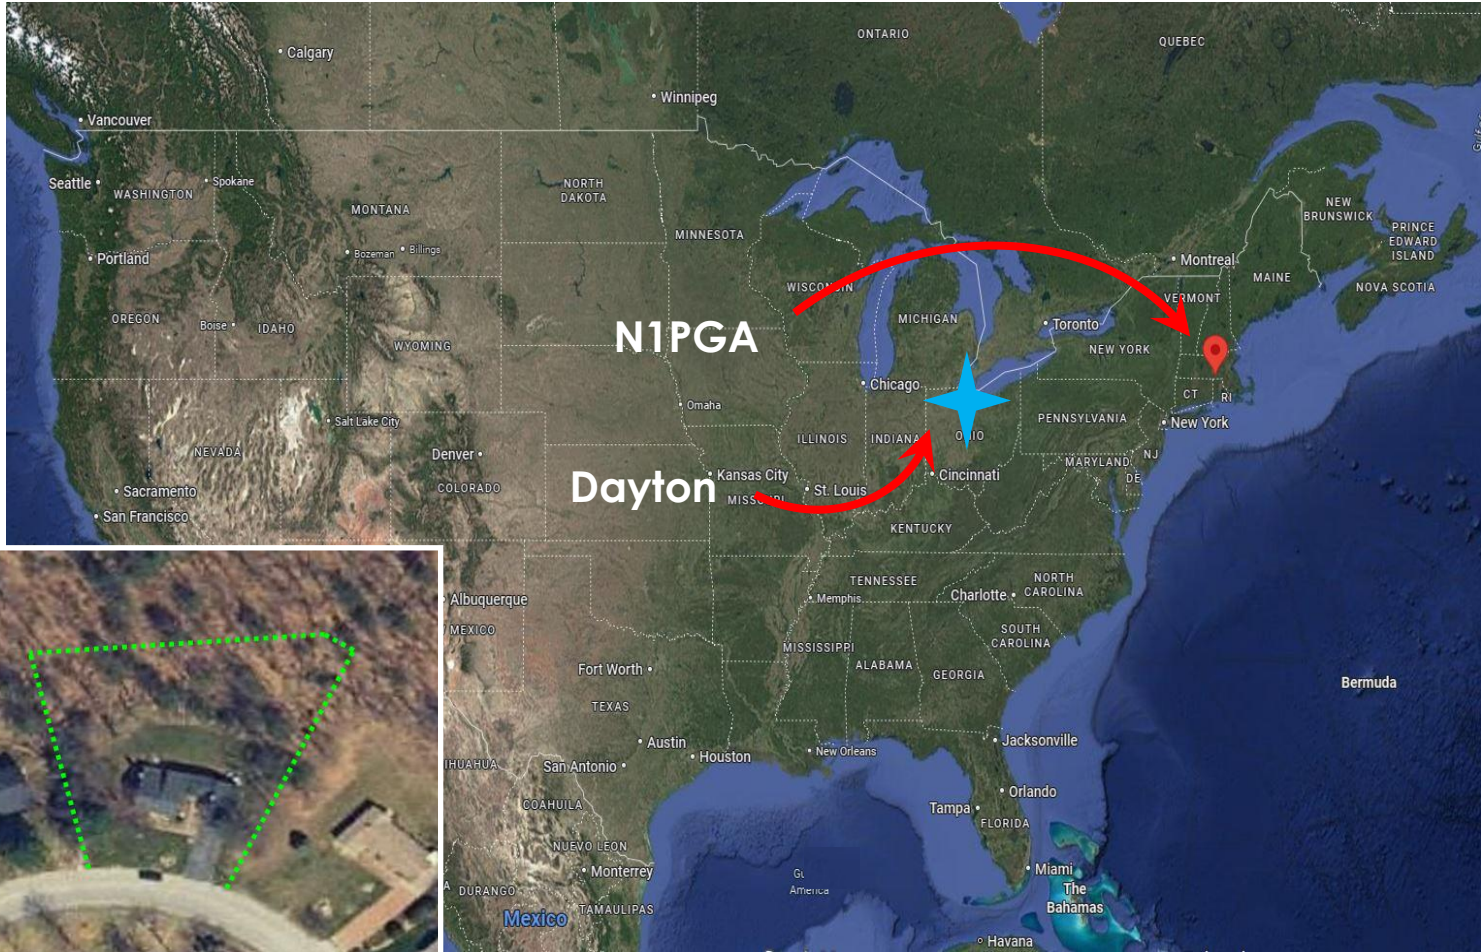 ONTARIO
QUEBEC
Calgary
Winnipeg
Vancouver
Seattle
Spokane
WASHINGTON
NORTH
DAKOTA
MONTANA
MINNESOTA
NEW
BRUNSWICK
PRINCE
EDWARD
ISLAND
Bozeman
Billings
Portland
Montreal
MAINE
WISCONSIN
VERMONT
NOVA SCOTIA
OREGON
Boise
IDAHO
MICHIGAN
Toronto
N1PGA
WYOMING
NEW YORK
Chicago
CT
RI
Omaha
Salt Lake City
PENNSYLVANIA
New York
NEVADA
ILLINOIS
INDIANA
OHIO
Denver
MARYLAND
NJ
DE
Kansas City
Cincinnati
Dayton
COLORADO
MISSOURI
St. Louis
Sacramento
San Francisco
KENTUCKY
TENNESSEE
NORTH
CAROLINA
Charlotte
Albuquerque
Memphis
MEXICO
SOUTH
CAROLINA
MISSISSIPPI
ALABAMA
GEORGIA
Fort Worth
Bermuda
TEXAS
Austin
Jacksonville
Houston
New Orleans
IHUAHUA
San Antonio
Orlando
COAHUILA
Tampa
FLORIDA
NUEVO LEON
Monterrey
Miami
America
DURANGO
The
Bahamas
TAMAULIPAS
Mexico
Havana